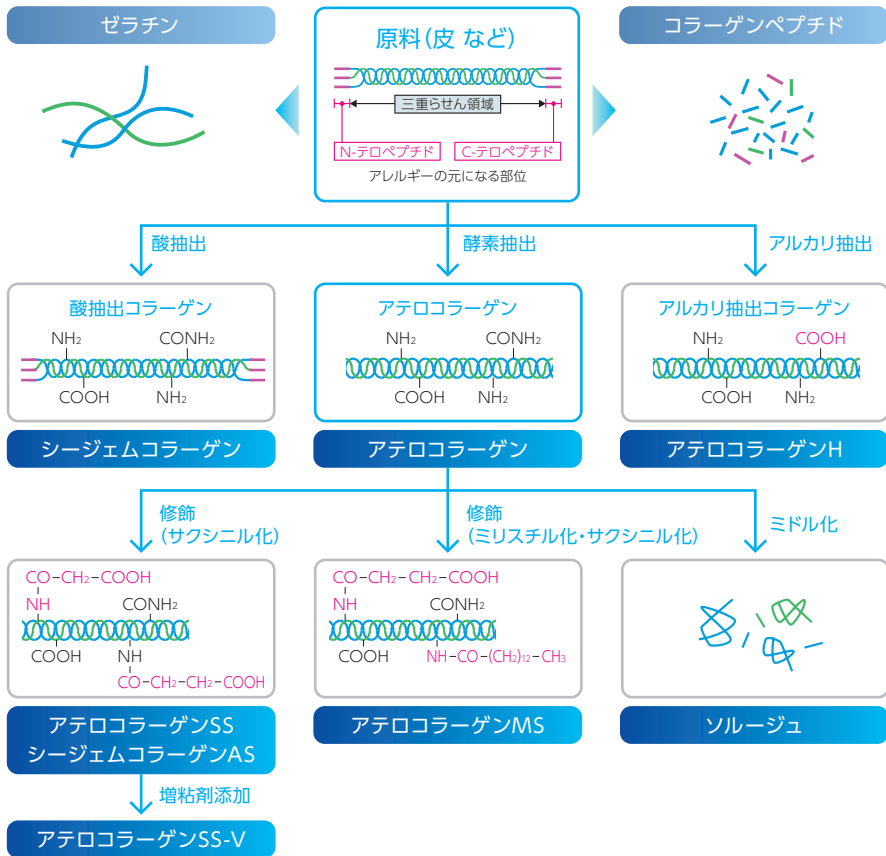 ゼラチン
原料(皮 など)
三重らせん領域
N-テロペプチド
C-テロペプチド
アレルギーの元になる部位
コラーゲンペプチド
酸抽出
酵素抽出
アルカリ抽出
酸抽出コラーゲン
NH₂
CONH₂
COOH
NH₂
シージェムコラーゲン
アテロコラーゲン
NH₂
CONH₂
COOH
NH₂
アテロコラーゲン
アルカリ抽出コラーゲン
NH₂
COOH
COOH
NH₂
アテロコラーゲンH
修飾
(サクシニル化)
修飾
(ミリスチル化・サクシニル化)
ミドル化
CO-CH₂-COOH
NH
CONH₂
COOH
NH
CO-CH₂-CH₂-COOH
アテロコラーゲンSS
シージェムコラーゲンAS
CO-CH₂-CH₂-COOH
NH
CONH₂
COOH
NH-CO-(CH₂)₁₂-CH₃
アテロコラーゲンMS
ソルージュ
増粘剤添加
アテロコラーゲンSS-V